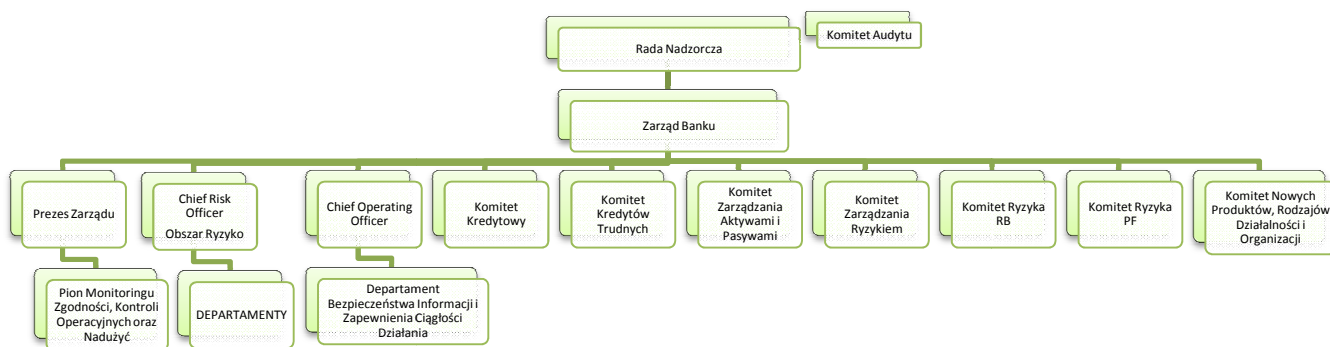 Rada Nadzorcza
Komitet Audytu
Zarząd Banku
Prezes Zarządu
Chief Risk
Officer
Obszar Ryzyko
Chief Operating
Officer
Komitet
Kredytowy
Komitet
Kredytów
Trudnych
Komitet
Zarządzania
Aktywami i
Pasywami
Komitet
Zarządzania
Ryzykiem
Komitet Ryzyka
RB
Komitet Ryzyka
PF
Komitet Nowych
Produktów, Rodzajów
Działalności i
Organizacji
Pion Monitoringu
Zgodności, Kontroli
Operacyjnych oraz
Nadużyć
DEPARTAMENTY
Departament
Bezpieczeństwa Informacji i
Zapewnienia Ciągłości
Działania